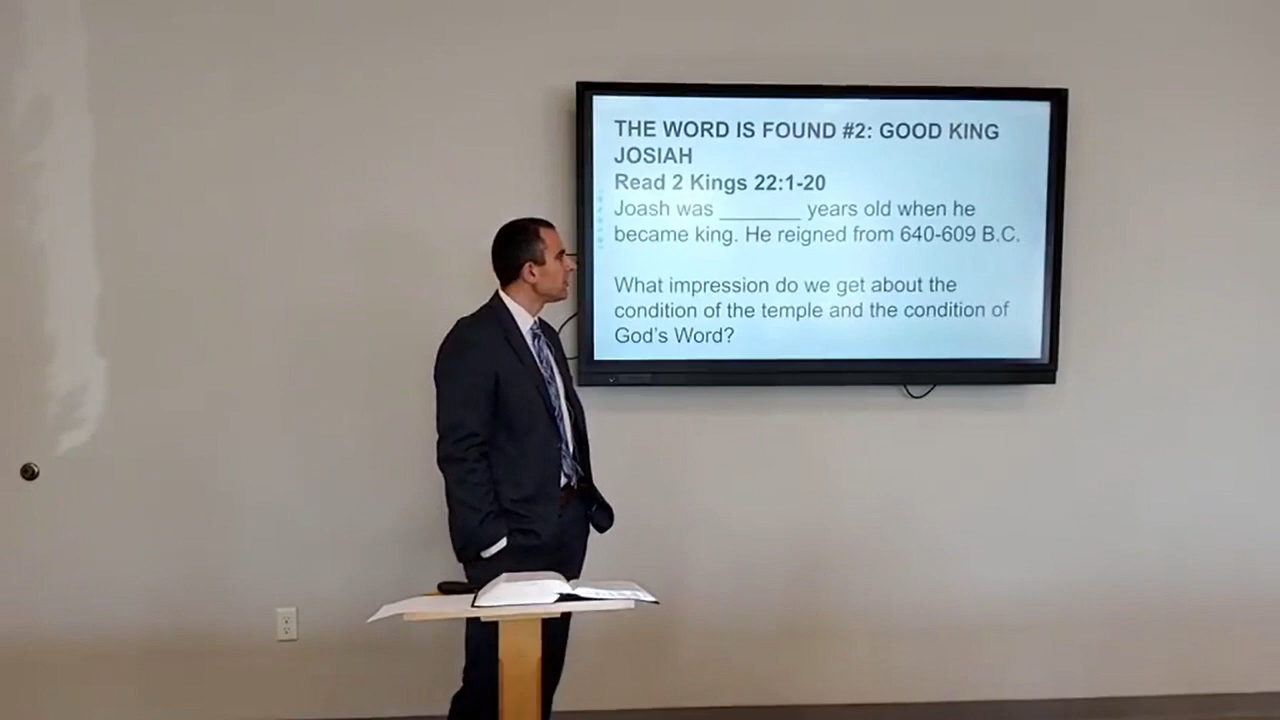 THE WORD IS FOUND #2: GOOD KING
JOSIAH
Read 2 Kings 22:1-20
Joash was ________ years old when he
became king. He reigned from 640-609 B.C.
What impression do we get about the
condition of the temple and the condition of
God's Word?